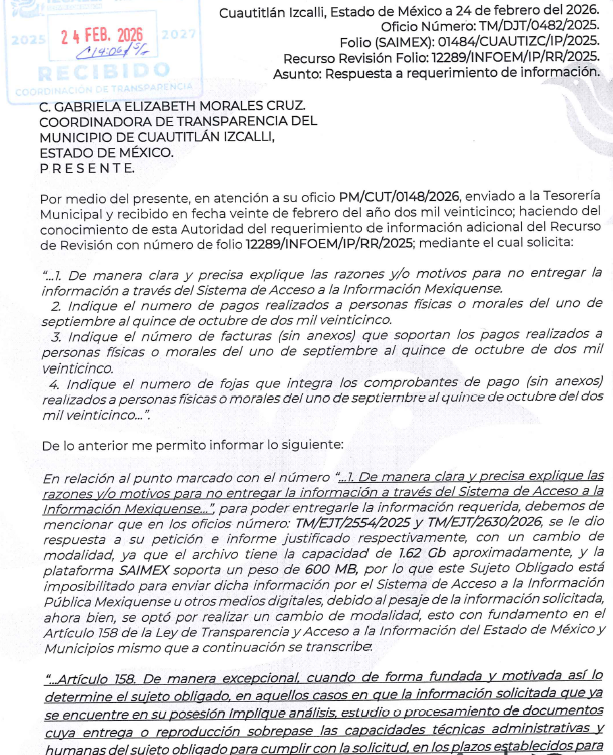 Cuautitlán Izcalli, Estado de México a 24 de febrero del 2026.
Oficio Número: TM/DJT/0482/2025.
Folio (SAIMEX): 01484/CUAUTIZC/IP/2025.
Recurso Revisión Folio: 12289/INFOEM/IP/RR/2025.
Asunto: Respuesta a requerimiento de información.
2025
24 FEB. 2026
2027
RECIBIDO
COORDINACIÓN DE TRANSPARENCIA
C. GABRIELA ELIZABETH MORALES CRUZ.
COORDINADORA DE TRANSPARENCIA DEL
MUNICIPIO DE CUAUTITLÁN IZCALLI,
ESTADO DE MÉXICO.
P R E S E N T E.
Por medio del presente, en atención a su oficio PM/CUT/0148/2026, enviado a la Tesorería
Municipal y recibido en fecha veinte de febrero del año dos mil veinticinco; haciendo del
conocimiento de esta Autoridad del requerimiento de información adicional del Recurso
de Revisión con número de folio 12289/INFOEM/IP/RR/2025; mediante el cual solicita:
“...1. De manera clara y precisa explique las razones y/o motivos para no entregar la
información a través del Sistema de Acceso a la Información Mexiquense.
2. Indique el numero de pagos realizados a personas físicas o morales del uno de
septiembre al quince de octubre de dos mil veinticinco.
3. Indique el número de facturas (sin anexos) que soportan los pagos realizados a
personas físicas o morales del uno de septiembre al quince de octubre de dos mil
veinticinco.
4. Indique el numero de fojas que integra los comprobantes de pago (sin anexos)
realizados a personas físicas o morales del uno de septiembre al quince de octubre del dos
mil veinticinco...”.
De lo anterior me permito informar lo siguiente:
En relación al punto marcado con el número “...1. De manera clara y precisa explique las
razones y/o motivos para no entregar la información a través del Sistema de Acceso a la
Información Mexiquense...”, para poder entregarle la información requerida, debemos de
mencionar que en los oficios número: TM/EJT/2554/2025 y TM/EJT/2630/2026, se le dio
respuesta a su petición e informe justificado respectivamente, con un cambio de
modalidad, ya que el archivo tiene la capacidad de 1.62 Gb aproximadamente, y la
plataforma SAIMEX soporta un peso de 600 MB, por lo que este Sujeto Obligado está
imposibilitado para enviar dicha información por el Sistema de Acceso a la Información
Pública Mexiquense u otros medios digitales, debido al pesaje de la información solicitada,
ahora bien, se optó por realizar un cambio de modalidad, esto con fundamento en el
Artículo 158 de la Ley de Transparencia y Acceso a la Información del Estado de México y
Municipios mismo que a continuación se transcribe:
“...Artículo 158. De manera excepcional, cuando de forma fundada y motivada así lo
determine el sujeto obligado, en aquellos casos en que la información solicitada que ya
se encuentre en su posesión implique análisis, estudio o procesamiento de documentos
cuya entrega o reproducción sobrepase las capacidades técnicas administrativas y
humanas del sujeto obligado para cumplir con la solicitud, en los plazos establecidos para